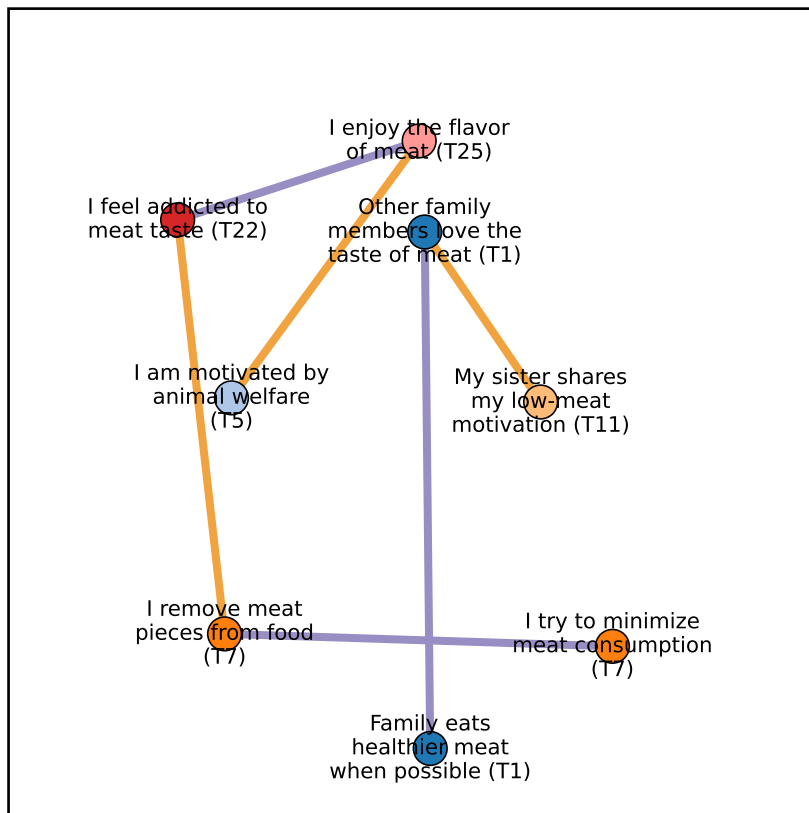 I enjoy the flavor
of meat (T25)
I feel addicted to
meat taste (T22)
Other family
members love the
taste of meat (T1)
I am motivated by
animal welfare
(T5)
My sister shares
my low-meat
motivation (T11)
I remove meat
pieces from food
(T7)
I try to minimize
meat consumption
(T7)
Family eats
healthier meat
when possible (T1)